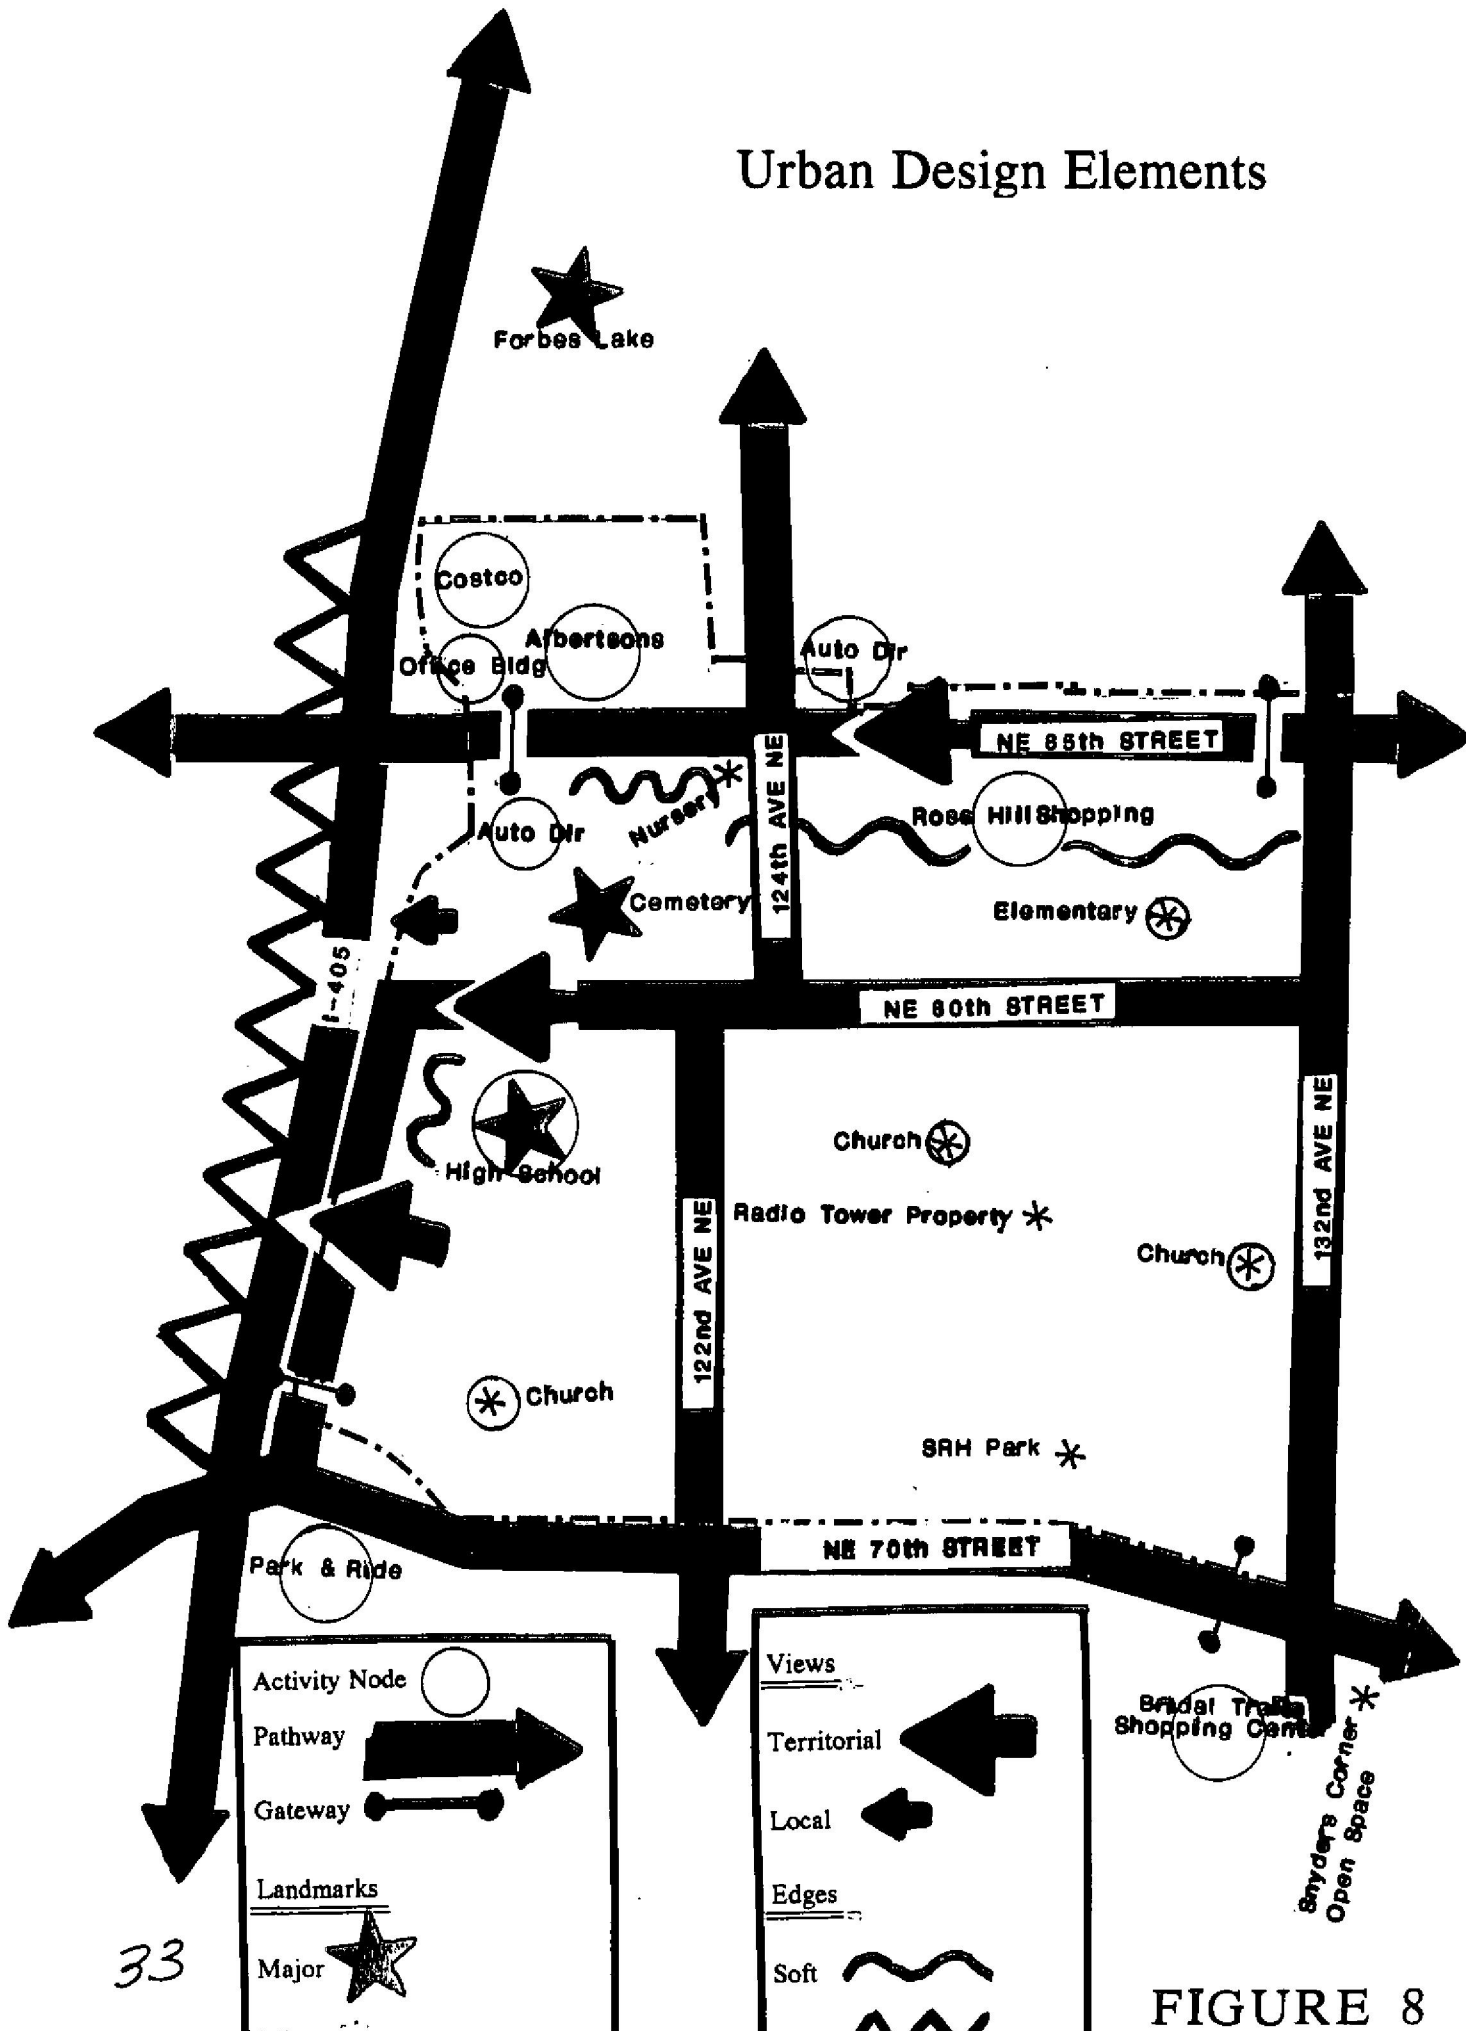 Urban Design Elements
Forbes Lake
Costco
Albertsons
Office Bldg
Auto Dlr
NE 85th STREET
124th AVE NE
Nursery
Auto Dlr
Rose Hill Shopping
Cemetery
Elementary
I-405
NE 80th STREET
High School
Church
Radio Tower Property
Church
132nd AVE NE
122nd AVE NE
Church
SRH Park
NE 70th STREET
Park & Ride
Bridal Trails
Shopping Center
Snyders Corner
Open Space
Activity Node
Pathway
Gateway
Landmarks
Major
Views
Territorial
Local
Edges
Soft
33
FIGURE 8